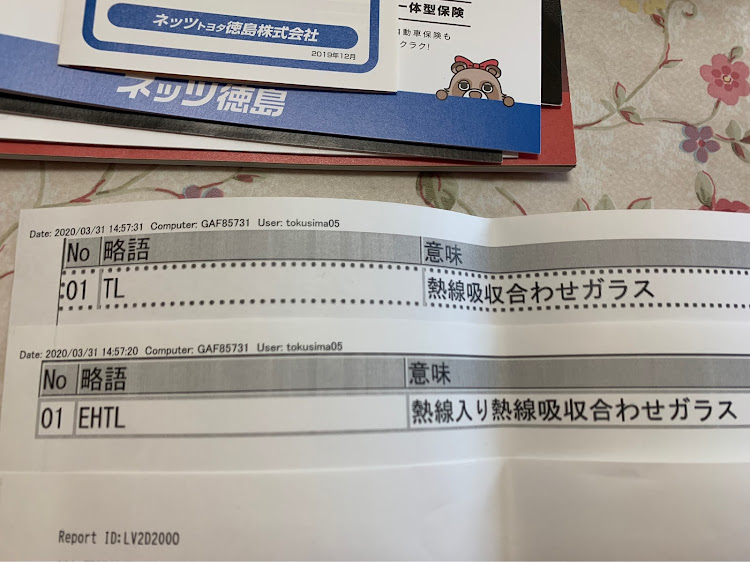 一体型保険
ネッツトヨタ徳島株式会社
動車保険も
クラク!
2019年12月
ネッツ徳島
Date: 2020/03/31 14:57:31 Computer: GAF85731 User: tokusima05
No 略語 意味
01 TL 熱線吸収合わせガラス
Date: 2020/03/31 14:57:20 Computer: GAF85731 User: tokusima05
No 略語 意味
01 EHTL 熱線入り熱線吸収合わせガラス
Report ID:LV2D2000